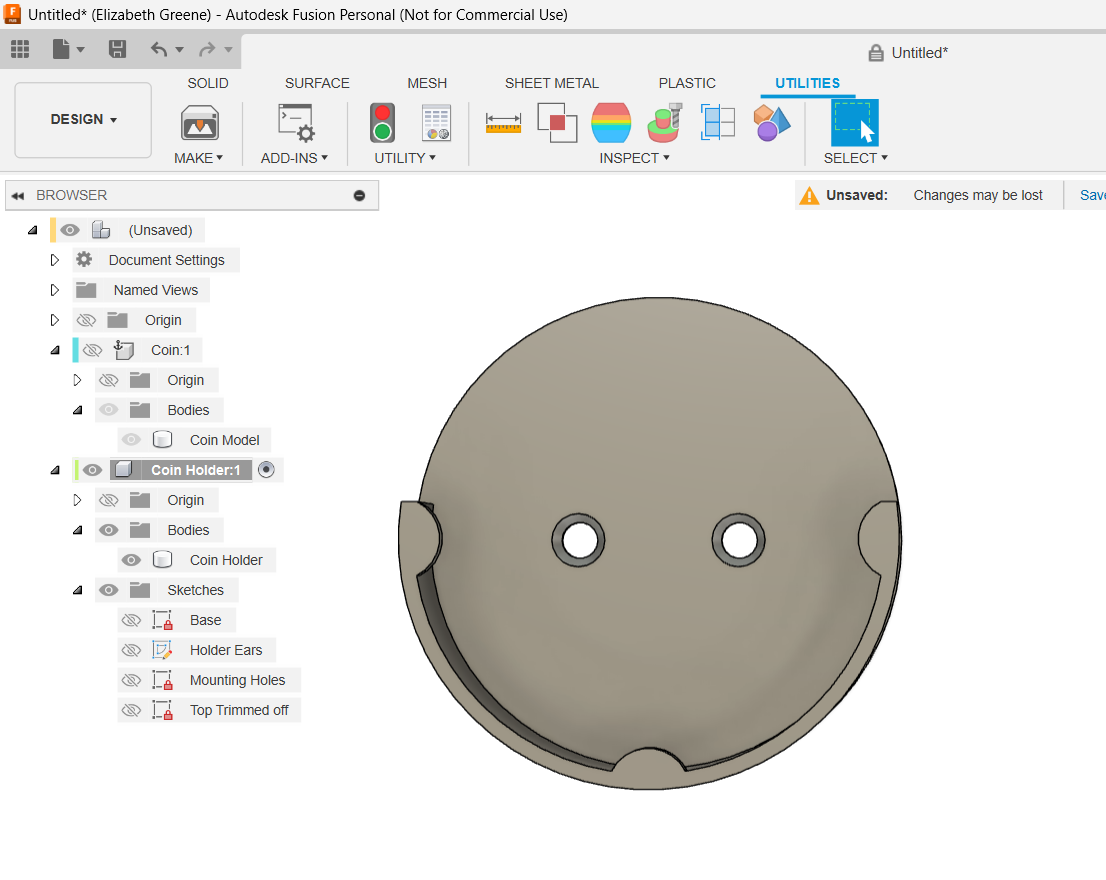 Untitled* (Elizabeth Greene) - Autodesk Fusion Personal (Not for Commercial Use)
Untitled*
SOLID SURFACE MESH SHEET METAL PLASTIC UTILITIES
DESIGN
MAKE ADD-INS UTILITY INSPECT SELECT
BROWSER
Unsaved: Changes may be lost Save
(Unsaved)
Document Settings
Named Views
Origin
Coin:1
Origin
Bodies
Coin Model
Coin Holder:1
Origin
Bodies
Coin Holder
Sketches
Base
Holder Ears
Mounting Holes
Top Trimmed off